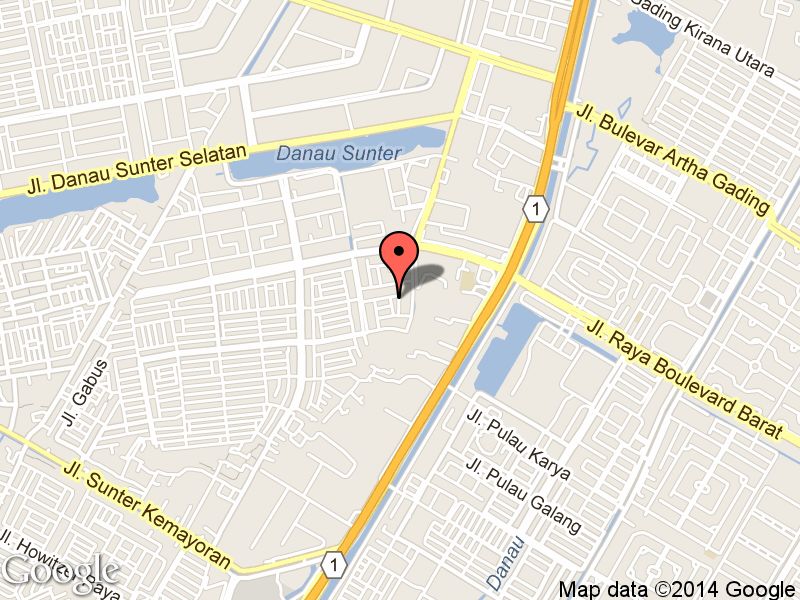 Gading Kirana Utara
Jl. Bulevar Artha Gading
Jl. Danau Sunter Selatan
Danau Sunter
1
Jl. Raya Boulevard Barat
Jl. Gabus
Jl. Pulau Karya
Jl. Pulau Galang
Jl. Sunter Kemayoran
Jl. Howitzer Raya
Danau
1
Google
Map data ©2014 Google